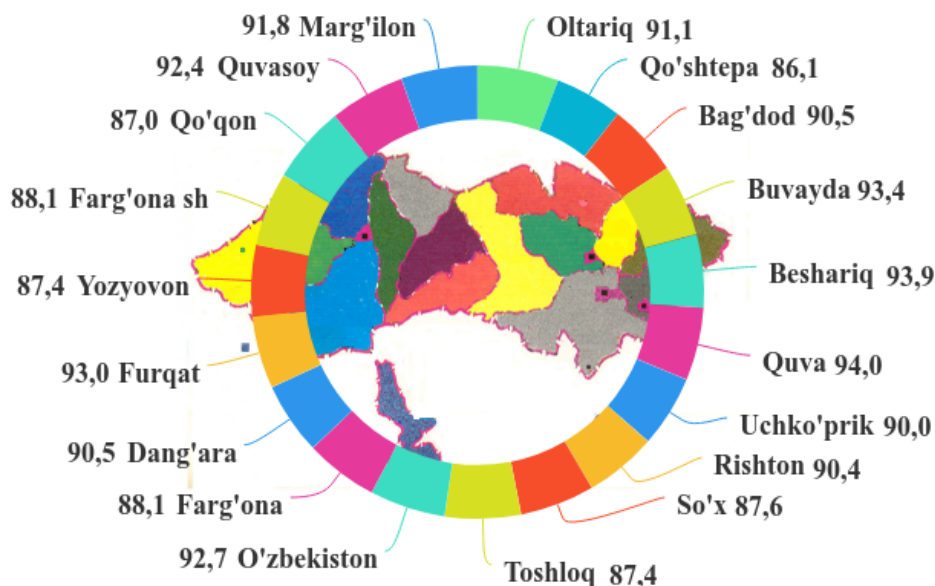 91,8 Marg'ilon
Oltariq 91,1
92,4 Quvasoy
Qo'shtepa 86,1
87,0 Qo'qon
Bag'dod 90,5
88,1 Farg'ona sh
Buvayda 93,4
87,4 Yozyovon
Beshariq 93,9
93,0 Furqat
Quva 94,0
90,5 Dang'ara
Uchko'prik 90,0
88,1 Farg'ona
Rishton 90,4
92,7 O'zbekiston
So'x 87,6
Toshloq 87,4